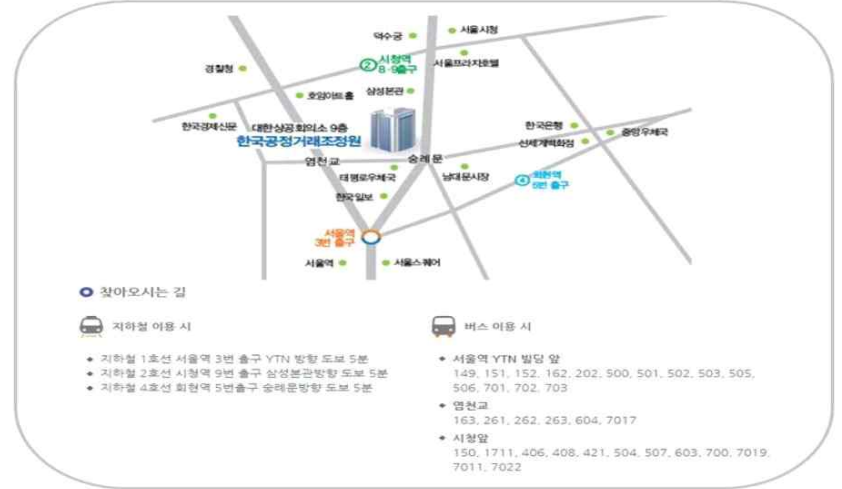 덕수궁
서울시청
시청역
2
8·9출구
서울프라자호텔
경찰청
호암아트홀
삼성본관
한국경제신문
대한상공회의소 9층
한국공정거래조정원
한국은행
중앙우체국
신세계백화점
염천교
숭례문
태평로우체국
남대문시장
회현역
4
5번 출구
한국일보
서울역
3번 출구
서울역
서울스퀘어
찾아오시는 길
지하철 이용 시
버스 이용 시
지하철 1호선 서울역 3번 출구 YTN 방향 도보 5분
지하철 2호선 시청역 9번 출구 삼성본관방향 도보 5분
지하철 4호선 회현역 5번출구 숭례문방향 도보 5분
서울역 YTN 빌딩 앞
149, 151, 152, 162, 202, 500, 501, 502, 503, 505,
506, 701, 702, 703
염천교
163, 261, 262, 263, 604, 7017
시청앞
150, 1711, 406, 408, 421, 504, 507, 603, 700, 7019,
7011, 7022